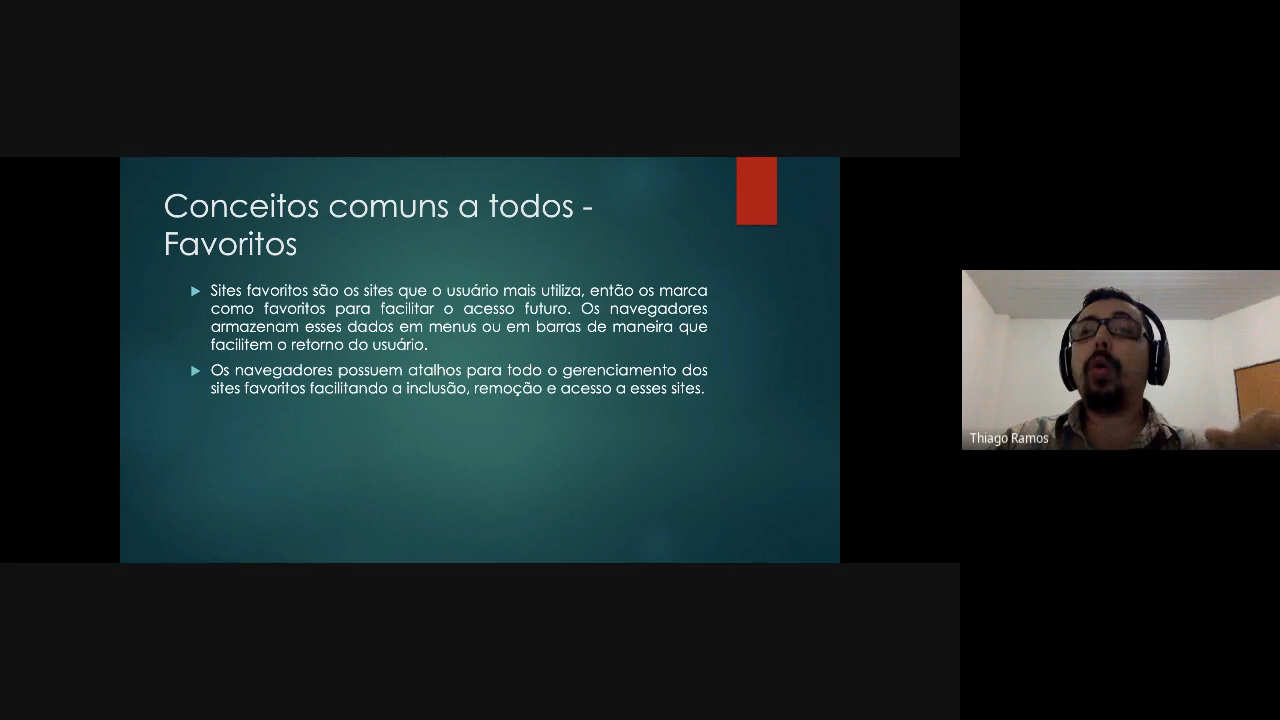 Conceitos comuns a todos -
Favoritos
Sites favoritos são os sites que o usuário mais utiliza, então os marca
como favoritos para facilitar o acesso futuro. Os navegadores
armazenam esses dados em menus ou em barras de maneira que
facilitem o retorno do usuário.
Os navegadores possuem atalhos para todo o gerenciamento dos
sites favoritos facilitando a inclusão, remoção e acesso a esses sites.
Thiago Ramos